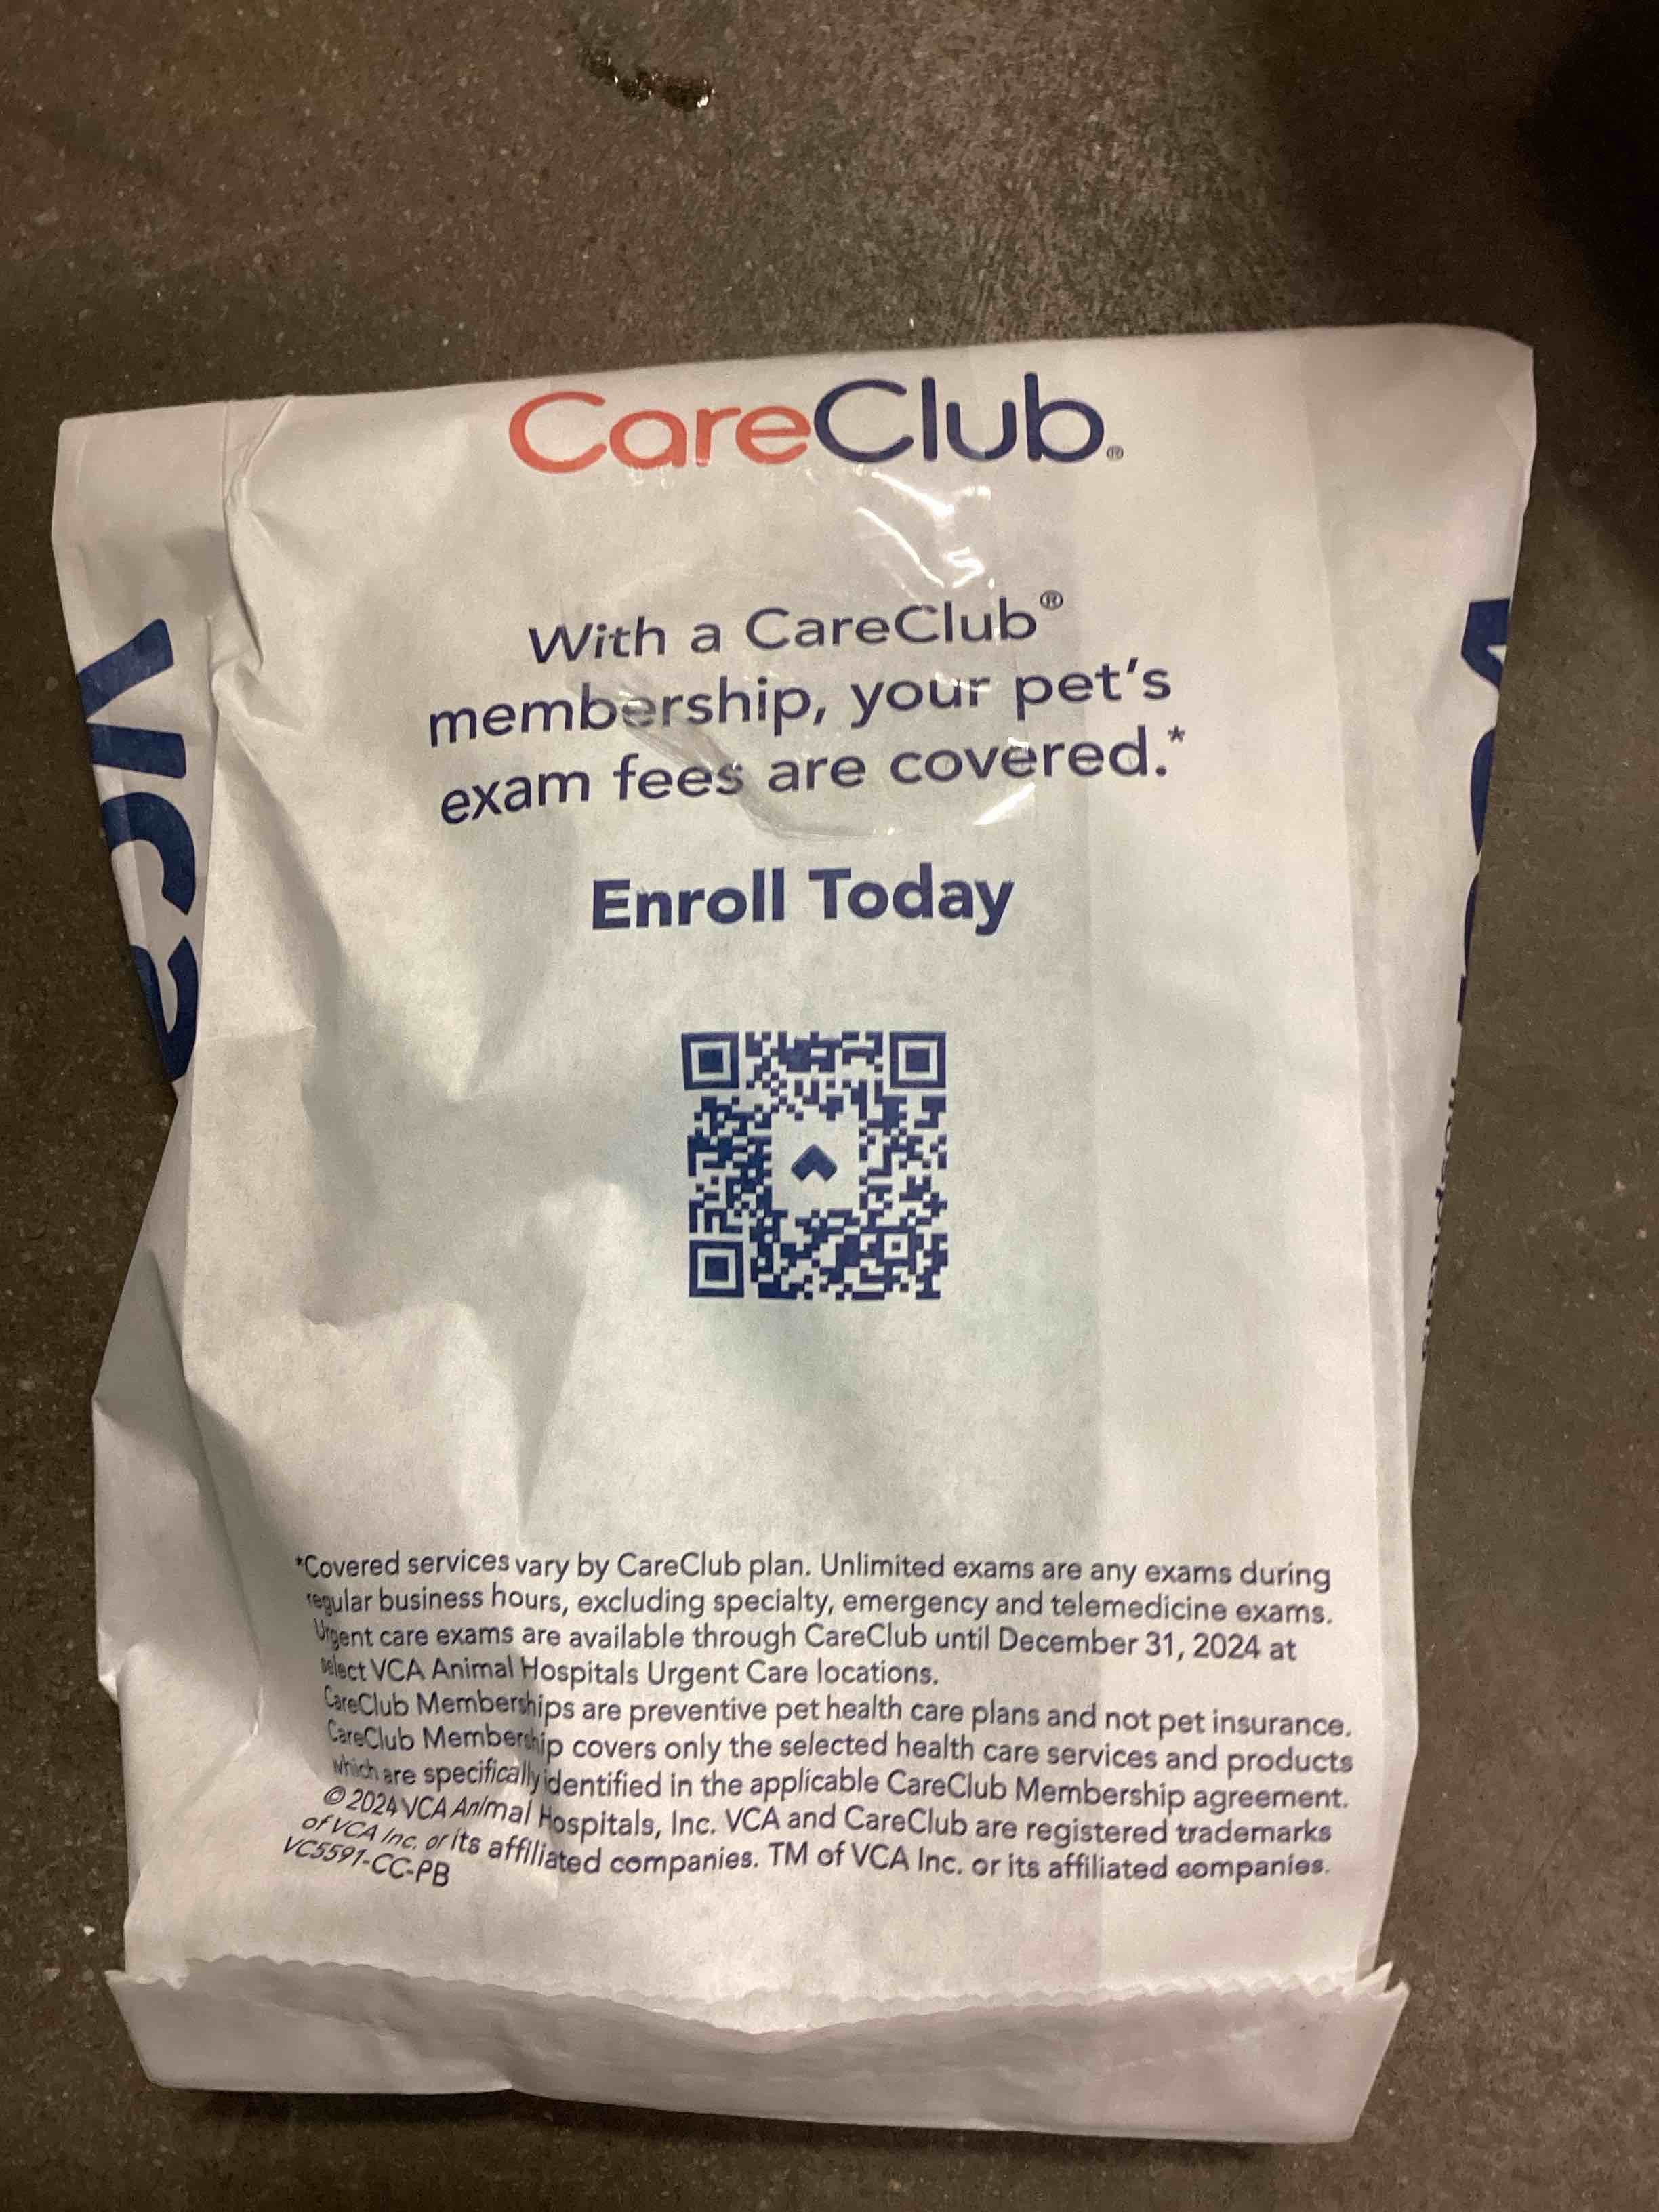 CareClub®
With a CareClub®
membership, your pet's
exam fees are covered.*
Enroll Today
*Covered services vary by CareClub plan. Unlimited exams are any exams during
regular business hours, excluding specialty, emergency and telemedicine exams.
Urgent care exams are available through CareClub until December 31, 2024 at
select VCA Animal Hospitals Urgent Care locations.
CareClub Memberships are preventive pet health care plans and not pet insurance.
CareClub Membership covers only the selected health care services and products
which are specifically identified in the applicable CareClub Membership agreement.
© 2024 VCA Animal Hospitals, Inc. VCA and CareClub are registered trademarks
of VCA Inc. or its affiliated companies. TM of VCA Inc. or its affiliated companies.
VC5591-CC-PB
vca